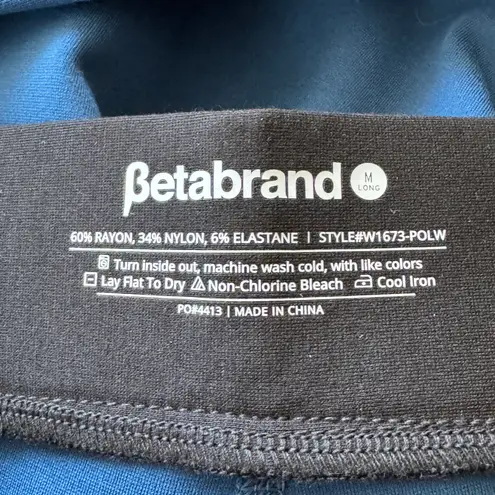 βetabrand M
LONG
60% RAYON, 34% NYLON, 6% ELASTANE | STYLE#W1673-POLW
Turn inside out, machine wash cold, with like colors
Lay Flat To Dry Non-Chlorine Bleach Cool Iron
PO#4413 | MADE IN CHINA